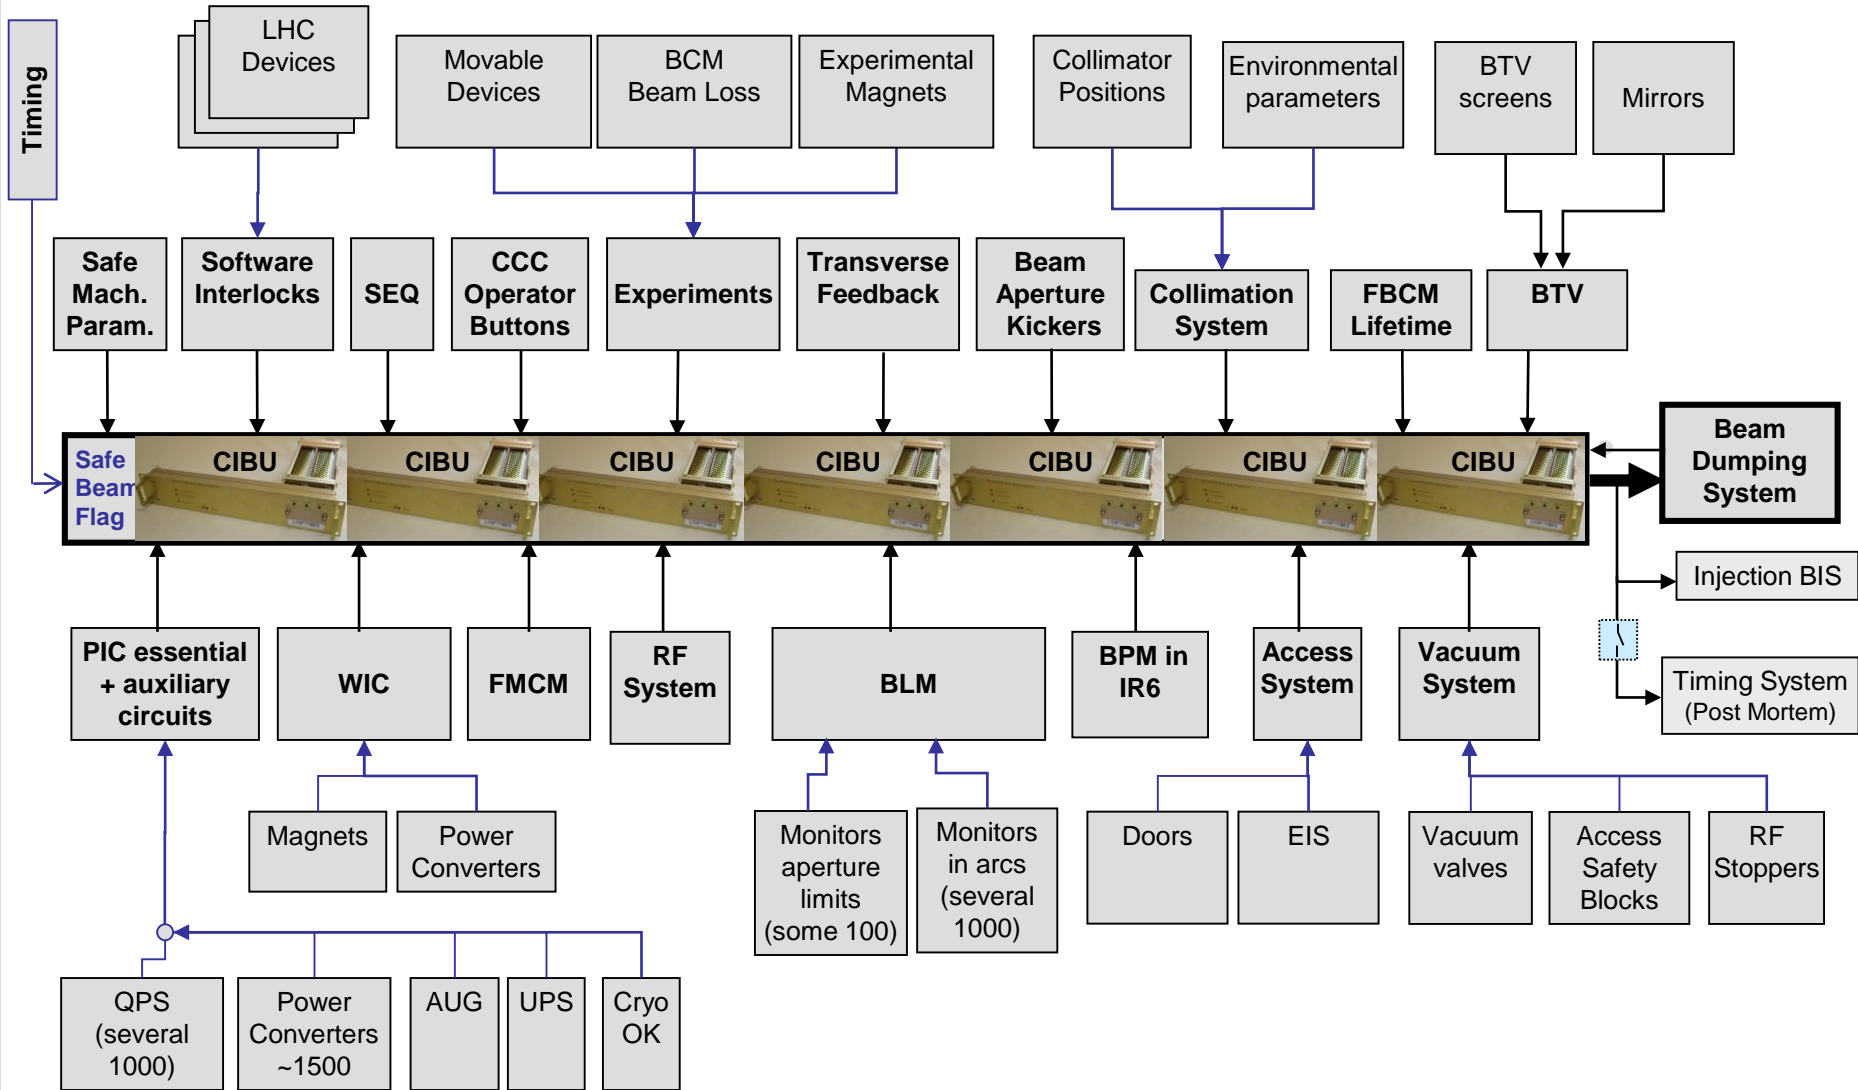 Timing
LHC
Devices
Movable
Devices
BCM
Beam Loss
Experimental
Magnets
Collimator
Positions
Environmental
parameters
BTV
screens
Mirrors
Safe
Mach.
Param.
Software
Interlocks
SEQ
CCC
Operator
Buttons
Experiments
Transverse
Feedback
Beam
Aperture
Kickers
Collimation
System
FBCM
Lifetime
BTV
Safe
Beam
Flag
CIBU
CIBU
CIBU
CIBU
CIBU
CIBU
CIBU
Beam
Dumping
System
Injection BIS
Timing System
(Post Mortem)
PIC essential
+ auxiliary
circuits
WIC
FMCM
RF
System
BLM
BPM in
IR6
Access
System
Vacuum
System
Magnets
Power
Converters
Monitors
aperture
limits
(some 100)
Monitors
in arcs
(several
1000)
Doors
EIS
Vacuum
valves
Access
Safety
Blocks
RF
Stoppers
QPS
(several
1000)
Power
Converters
~1500
AUG
UPS
Cryo
OK